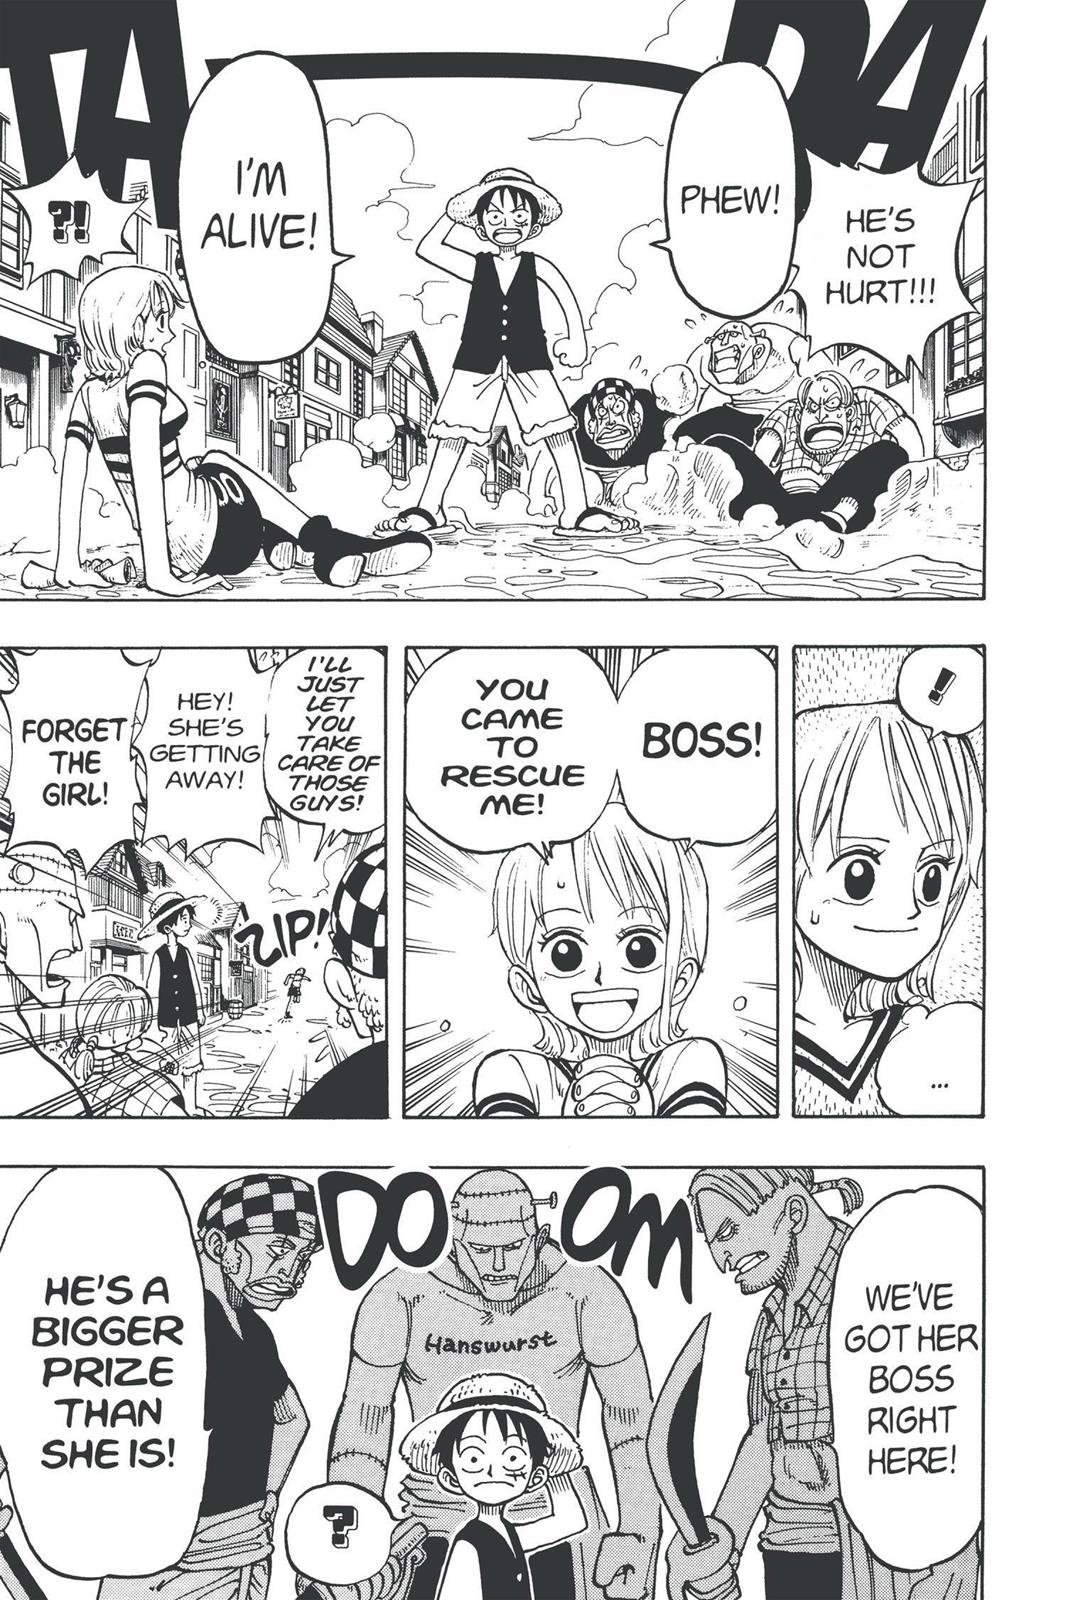 TA DA
HE'S
NOT
HURT!!!
PHEW!
I'M
ALIVE!
?!
!
...
BOSS!
YOU
CAME
TO
RESCUE
ME!
I'LL
JUST
LET
YOU
TAKE
CARE OF
THOSE
GUYS!
ZIP!
HEY!
SHE'S
GETTING
AWAY!
FORGET
THE
GIRL!
DOOM
WE'VE
GOT HER
BOSS
RIGHT
HERE!
Hanswurst
?
HE'S A
BIGGER
PRIZE
THAN
SHE IS!